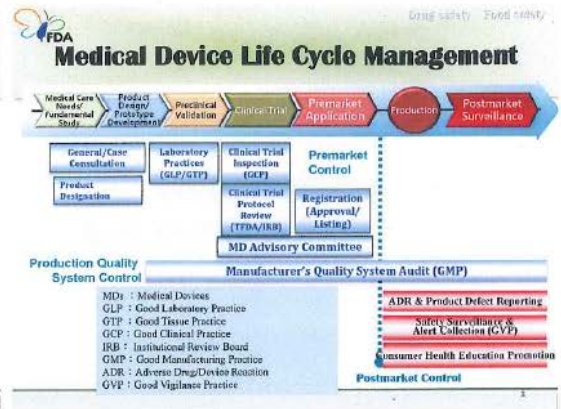 Drug safety Food safety
FDA
Medical Device Life Cycle Management
Medical Care
Needs/
Fundamental
Study
Product
Design/
Prototype
Development
Preclinical
Validation
Clinical Trial
Premarket
Application
Production
Postmarket
Surveillance
General/Case
Consultation
Product
Designation
Laboratory
Practices
(GLP/GTP)
Clinical Trial
Inspection
(GCP)
Clinical Trial
Protocol
Review
(TFDA/IRB)
Premarket
Control
Registration
(Approval/
Listing)
MD Advisory Committee
Production Quality
System Control
Manufacturer's Quality System Audit (GMP)
MDs : Medical Devices
GLP : Good Laboratory Practice
GTP : Good Tissue Practice
GCP : Good Clinical Practice
IRB : Institutional Review Board
GMP : Good Manufacturing Practice
ADR : Adverse Drug/Device Reaction
GVP : Good Vigilance Practice
ADR & Product Defect Reporting
Safety Surveillance &
Alert Collection (GVP)
Consumer Health Education Promotion
Postmarket Control